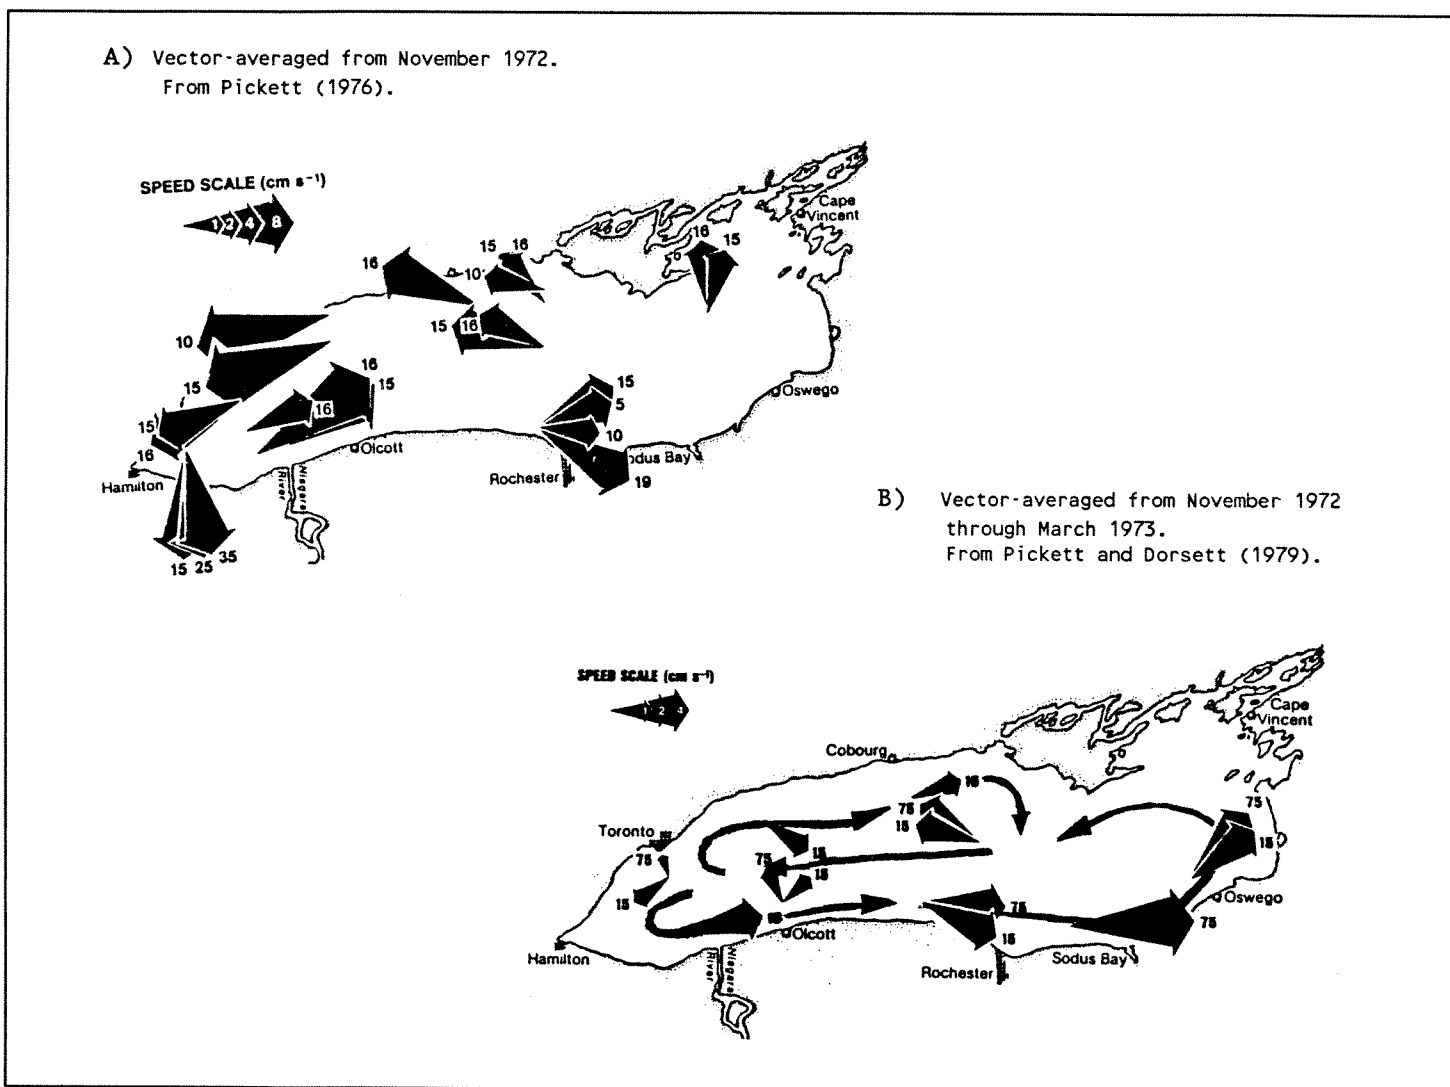 A) Vector-averaged from November 1972.
From Pickett (1976).
SPEED SCALE (cm s⁻¹)
1 2 4 8
Cape
Vincent
16
15
15
16
10
16
15
16
10
15
16
15
16
15
16
Hamilton
15
25
35
Niagara
River
Olcott
15
5
10
19
Rochester
odus Bay
Oswego
B) Vector-averaged from November 1972
through March 1973.
From Pickett and Dorsett (1979).
SPEED SCALE (cm s⁻¹)
1 2 4
Cape
Vincent
Cobourg
Toronto
75
15
75
15
15
75
15
15
75
15
75
15
75
Hamilton
Niagara
River
Olcott
Rochester
Sodus Bay
Oswego